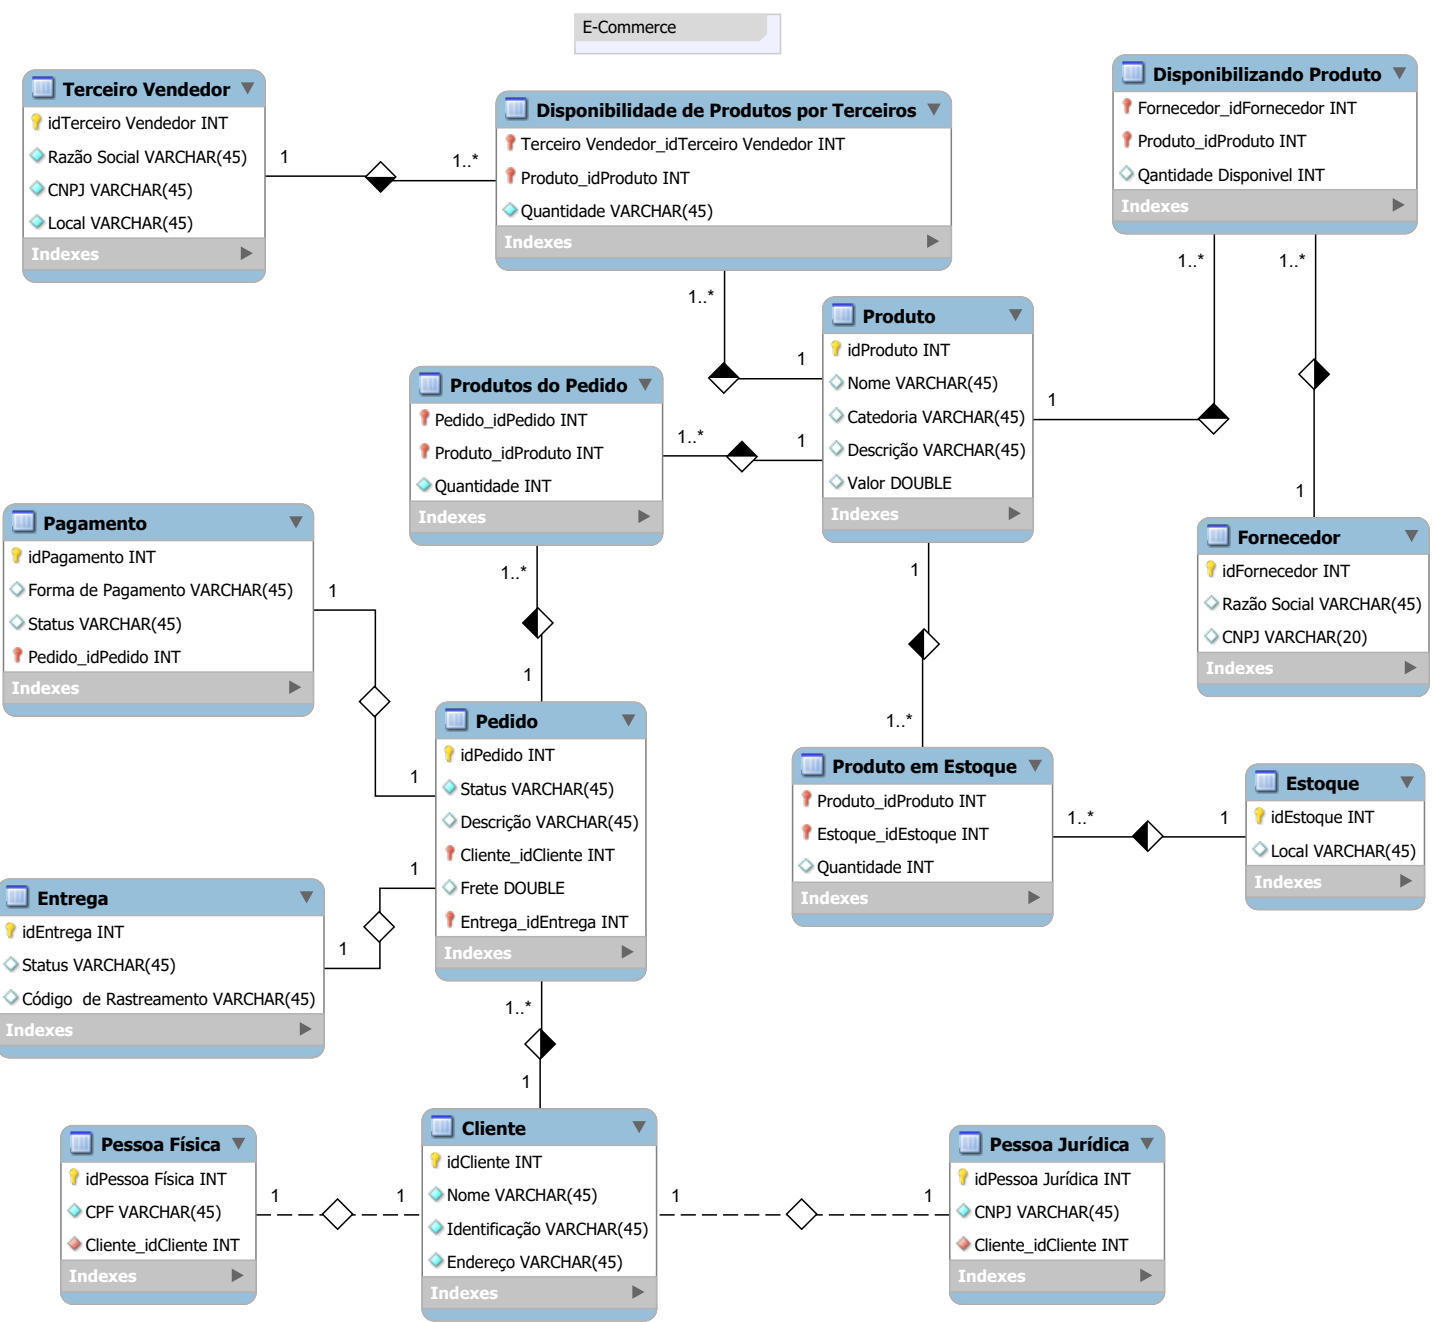 E-Commerce
Terceiro Vendedor
idTerceiro Vendedor INT
Razão Social VARCHAR(45)
CNPJ VARCHAR(45)
Local VARCHAR(45)
Indexes
1
1..*
Disponibilidade de Produtos por Terceiros
Terceiro Vendedor_idTerceiro Vendedor INT
Produto_idProduto INT
Quantidade VARCHAR(45)
Indexes
1..*
1
Disponibilizando Produto
Fornecedor_idFornecedor INT
Produto_idProduto INT
Qantidade Disponivel INT
Indexes
1..*
1..*
1
1
Produto
idProduto INT
Nome VARCHAR(45)
Catedoria VARCHAR(45)
Descrição VARCHAR(45)
Valor DOUBLE
Indexes
Produtos do Pedido
Pedido_idPedido INT
Produto_idProduto INT
Quantidade INT
Indexes
1..*
1
1..*
1
Fornecedor
idFornecedor INT
Razão Social VARCHAR(45)
CNPJ VARCHAR(20)
Indexes
Pagamento
idPagamento INT
Forma de Pagamento VARCHAR(45)
Status VARCHAR(45)
Pedido_idPedido INT
Indexes
1
1
Pedido
idPedido INT
Status VARCHAR(45)
Descrição VARCHAR(45)
Cliente_idCliente INT
Frete DOUBLE
Entrega_idEntrega INT
Indexes
1
1..*
Produto em Estoque
Produto_idProduto INT
Estoque_idEstoque INT
Quantidade INT
Indexes
1..*
1
Estoque
idEstoque INT
Local VARCHAR(45)
Indexes
Entrega
idEntrega INT
Status VARCHAR(45)
Código  de Rastreamento VARCHAR(45)
Indexes
1
1
1..*
1
Pessoa Física
idPessoa Física INT
CPF VARCHAR(45)
Cliente_idCliente INT
Indexes
1
1
Cliente
idCliente INT
Nome VARCHAR(45)
Identificação VARCHAR(45)
Endereço VARCHAR(45)
Indexes
1
1
Pessoa Jurídica
idPessoa Jurídica INT
CNPJ VARCHAR(45)
Cliente_idCliente INT
Indexes